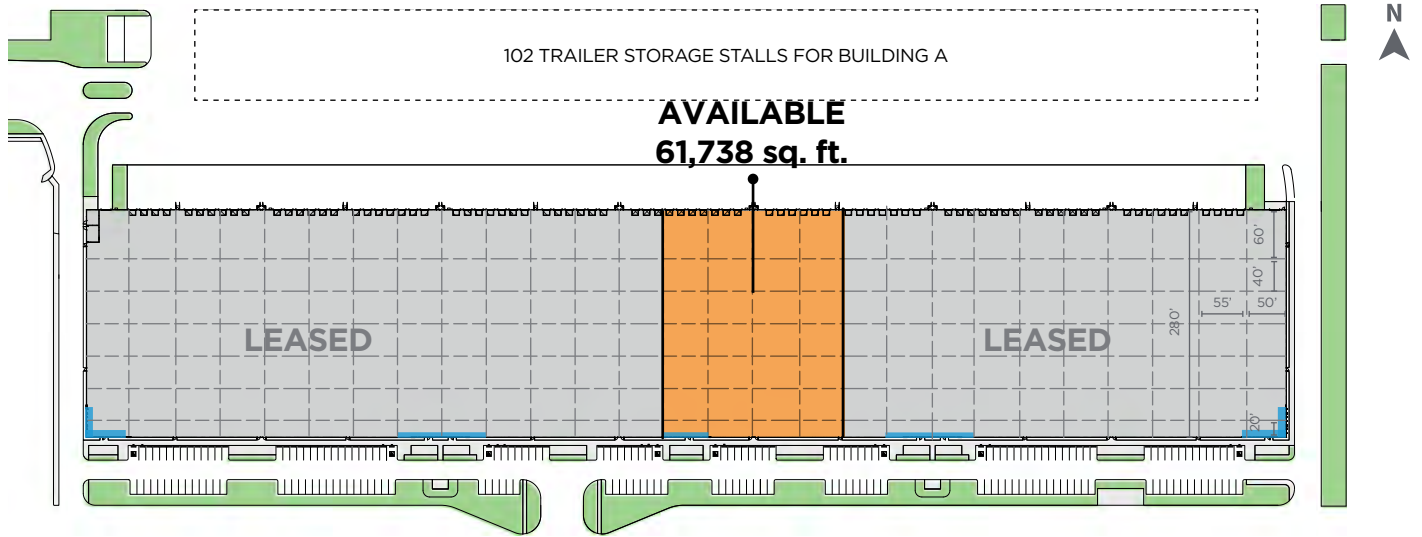 N
102 TRAILER STORAGE STALLS FOR BUILDING A
AVAILABLE
61,738 sq. ft.
60'
40'
55'
50'
280'
LEASED
LEASED
20'